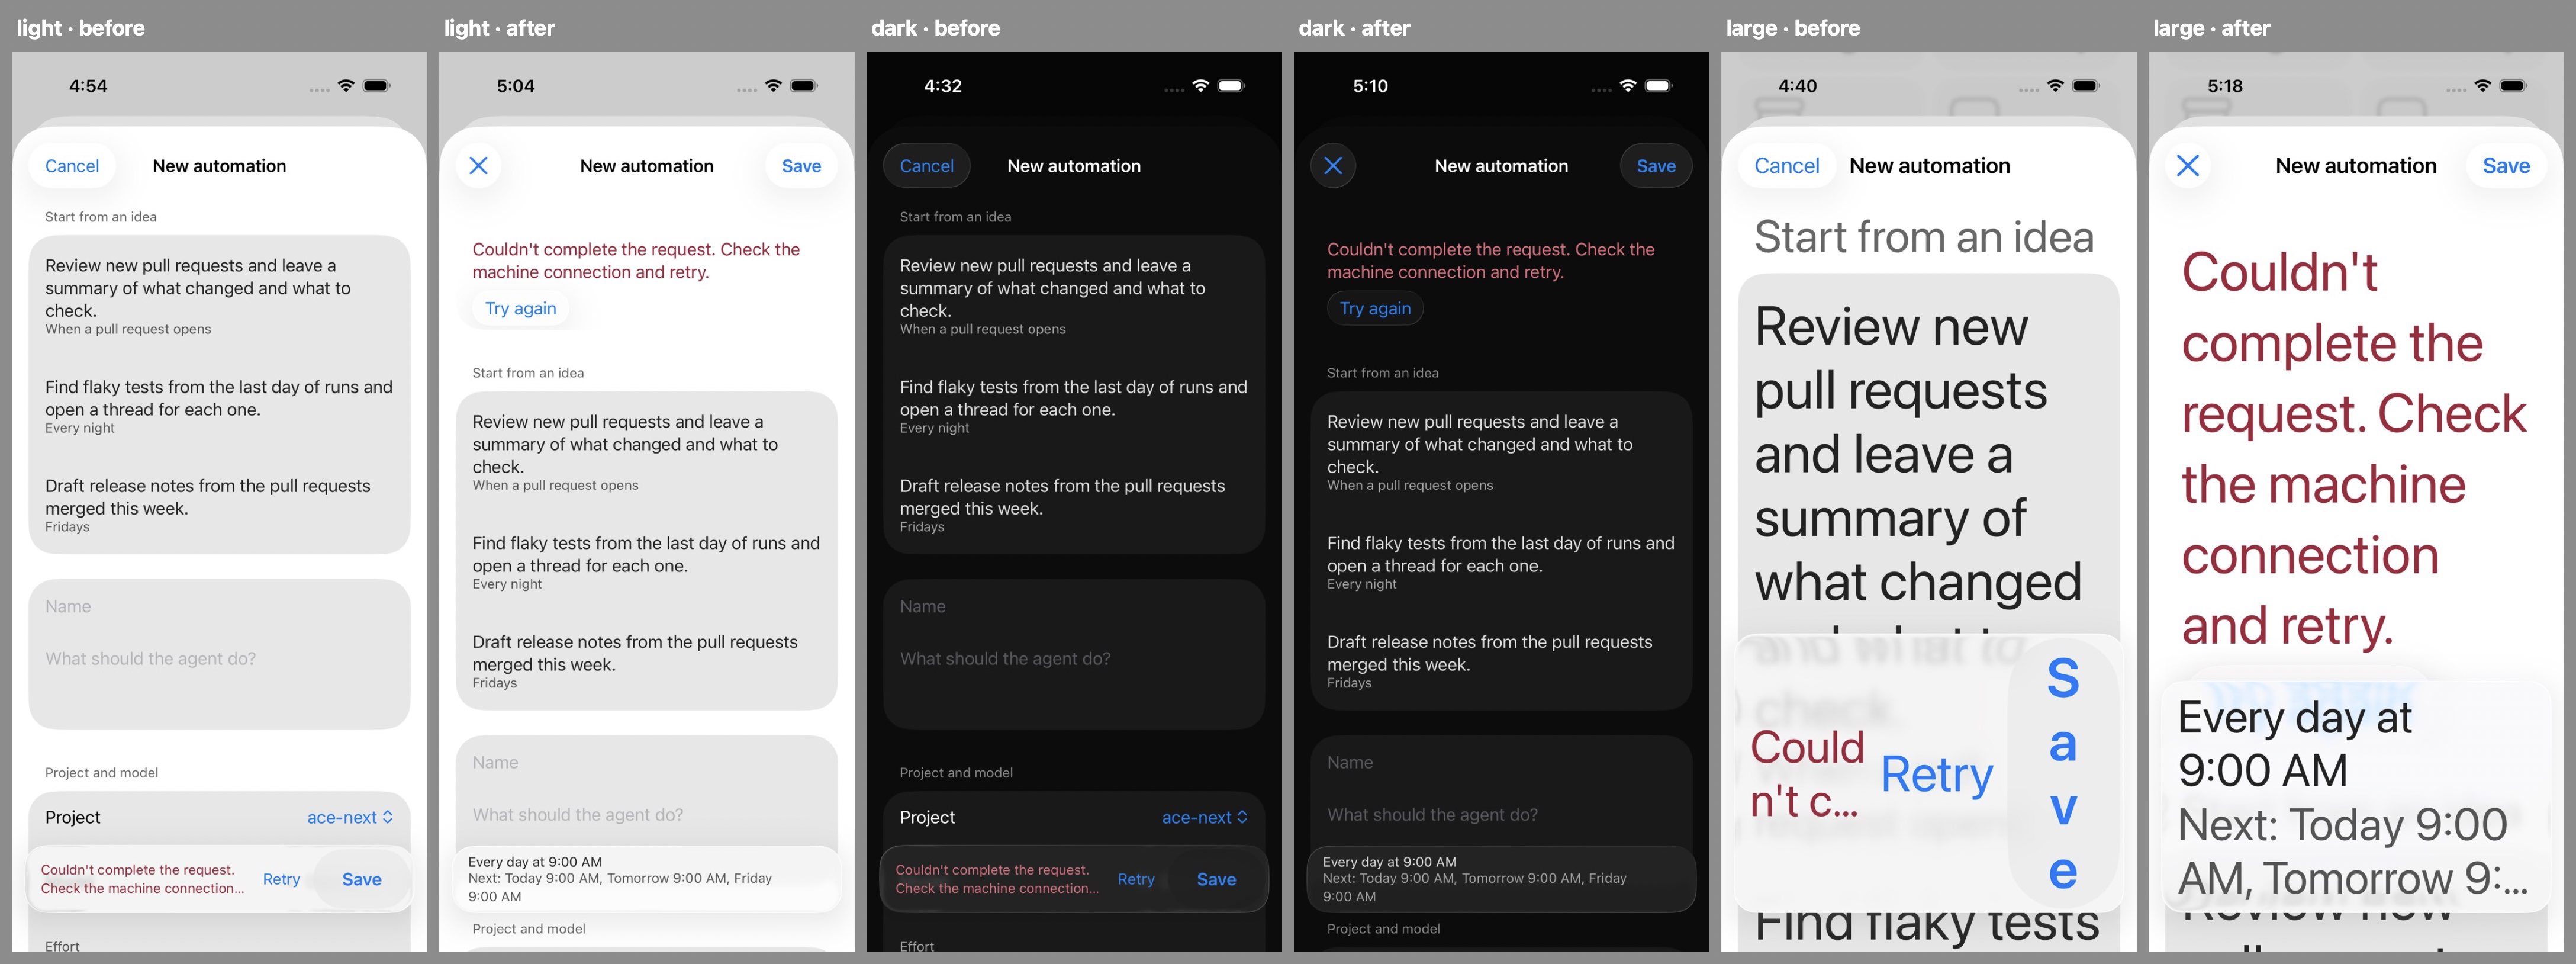 light · before
4:54
Cancel
New automation
Start from an idea
Review new pull requests and leave a
summary of what changed and what to
check.
When a pull request opens
Find flaky tests from the last day of runs and
open a thread for each one.
Every night
Draft release notes from the pull requests
merged this week.
Fridays
Name
What should the agent do?
Project and model
Project
ace-next
Couldn't complete the request.
Check the machine connection...
Retry
Save
Effort
light · after
5:04
New automation
Save
Couldn't complete the request. Check the
machine connection and retry.
Try again
Start from an idea
Review new pull requests and leave a
summary of what changed and what to
check.
When a pull request opens
Find flaky tests from the last day of runs and
open a thread for each one.
Every night
Draft release notes from the pull requests
merged this week.
Fridays
Name
What should the agent do?
Every day at 9:00 AM
Next: Today 9:00 AM, Tomorrow 9:00 AM, Friday
9:00 AM
Project and model
dark · before
4:32
Cancel
New automation
Start from an idea
Review new pull requests and leave a
summary of what changed and what to
check.
When a pull request opens
Find flaky tests from the last day of runs and
open a thread for each one.
Every night
Draft release notes from the pull requests
merged this week.
Fridays
Name
What should the agent do?
Project and model
Project
ace-next
Couldn't complete the request.
Check the machine connection...
Retry
Save
Effort
dark · after
5:10
New automation
Save
Couldn't complete the request. Check the
machine connection and retry.
Try again
Start from an idea
Review new pull requests and leave a
summary of what changed and what to
check.
When a pull request opens
Find flaky tests from the last day of runs and
open a thread for each one.
Every night
Draft release notes from the pull requests
merged this week.
Fridays
Name
What should the agent do?
Every day at 9:00 AM
Next: Today 9:00 AM, Tomorrow 9:00 AM, Friday
9:00 AM
Project and model
large · before
4:40
Cancel
New automation
Start from an idea
Review new
pull requests
and leave a
summary of
what changed
and what to
check.
Could
n't c...
Retry
S
a
v
e
Find flaky tests
large · after
5:18
New automation
Save
Couldn't
complete the
request. Check
the machine
connection
and retry.
Every day at
9:00 AM
Next: Today 9:00
AM, Tomorrow 9:...
Review new